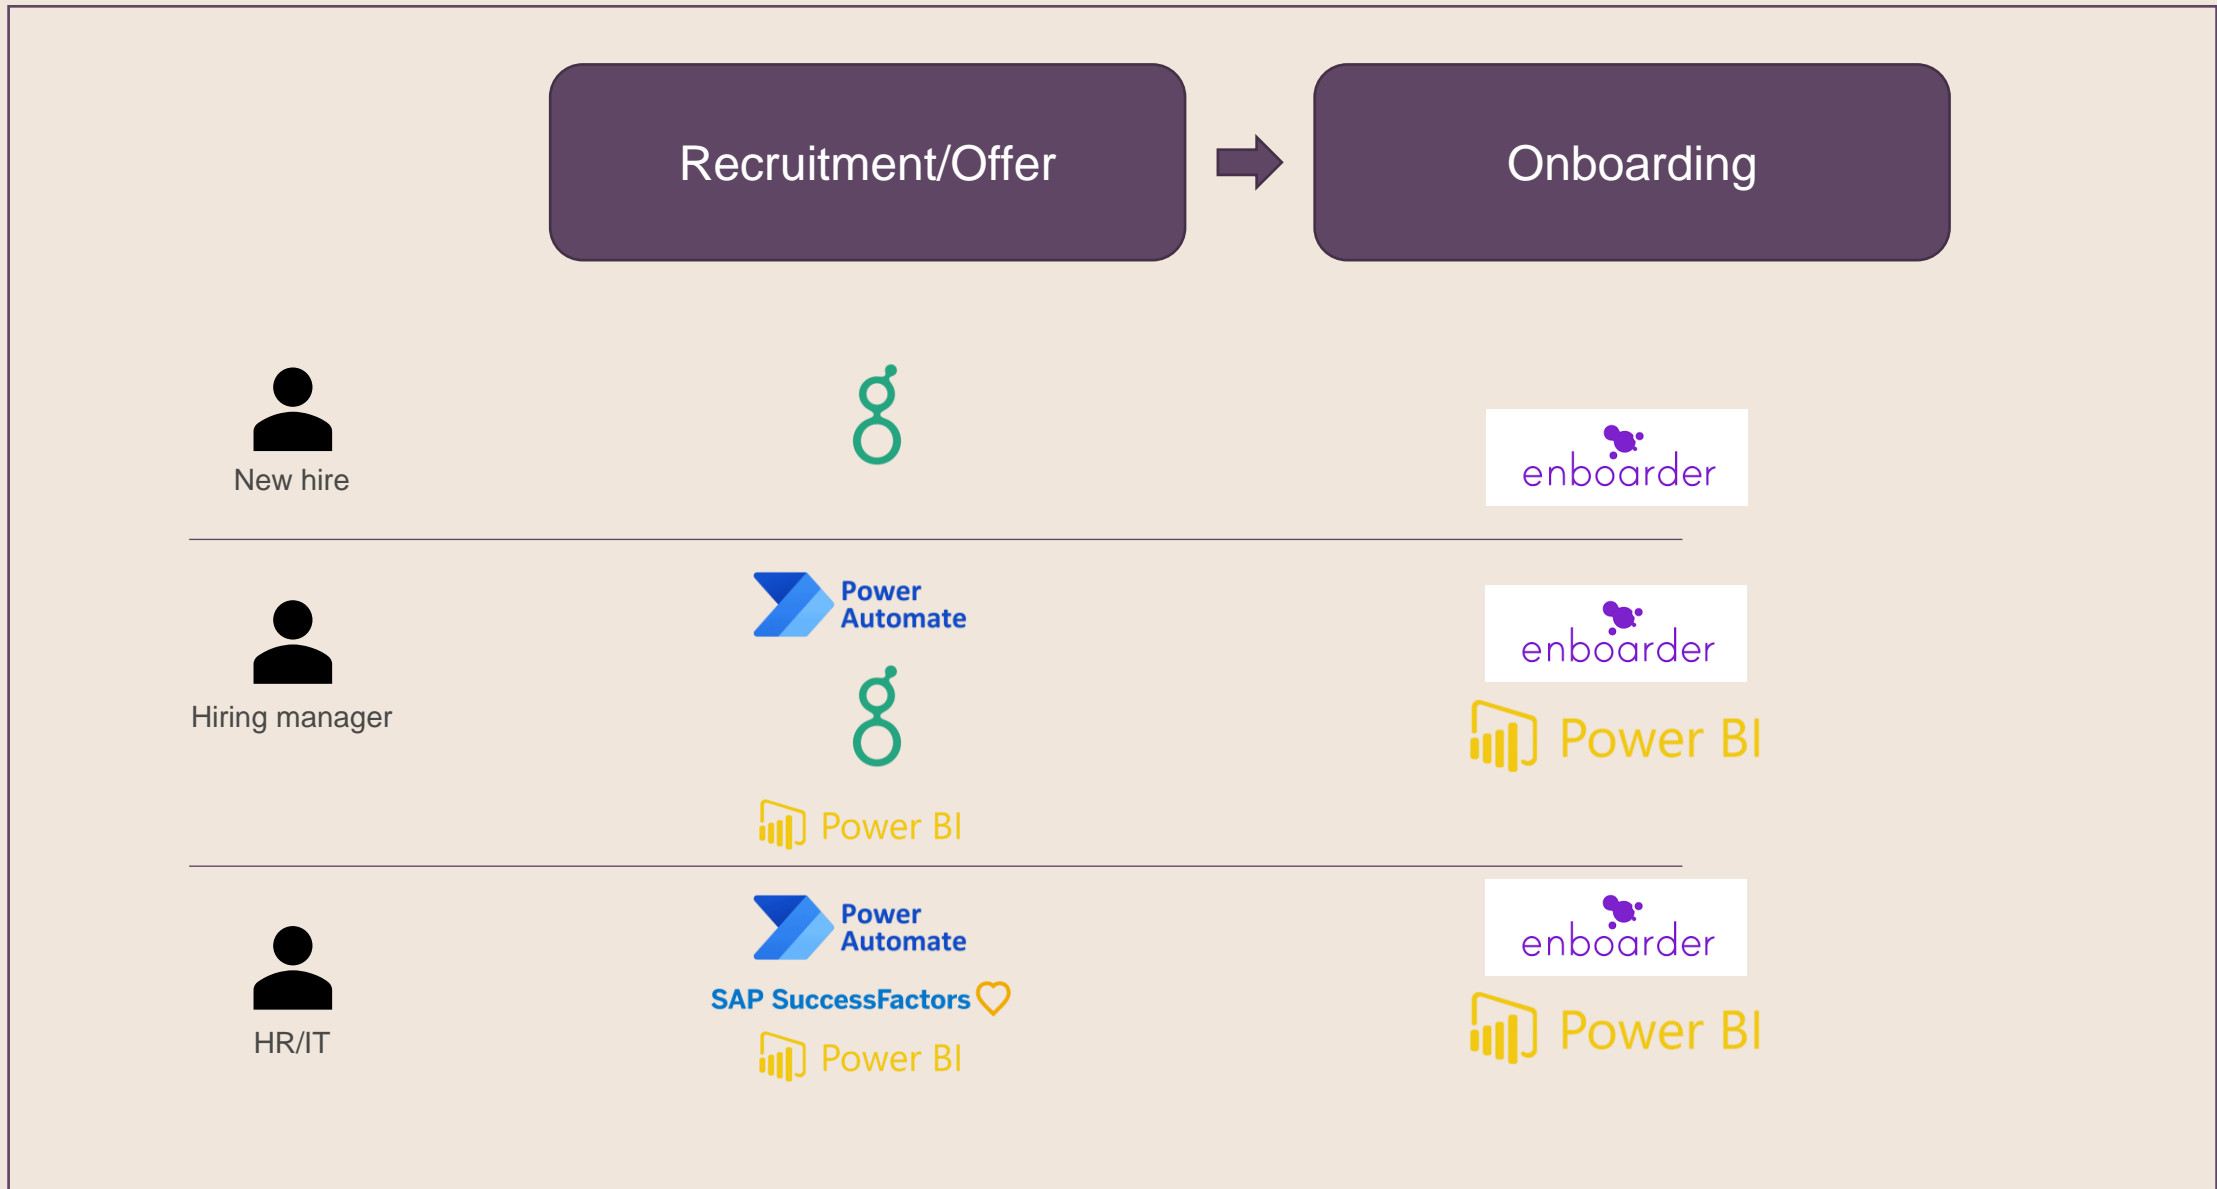 Recruitment/Offer
Onboarding
New hire
enboarder
Hiring manager
Power
Automate
Power BI
enboarder
Power BI
HR/IT
Power
Automate
SAP SuccessFactors
Power BI
enboarder
Power BI